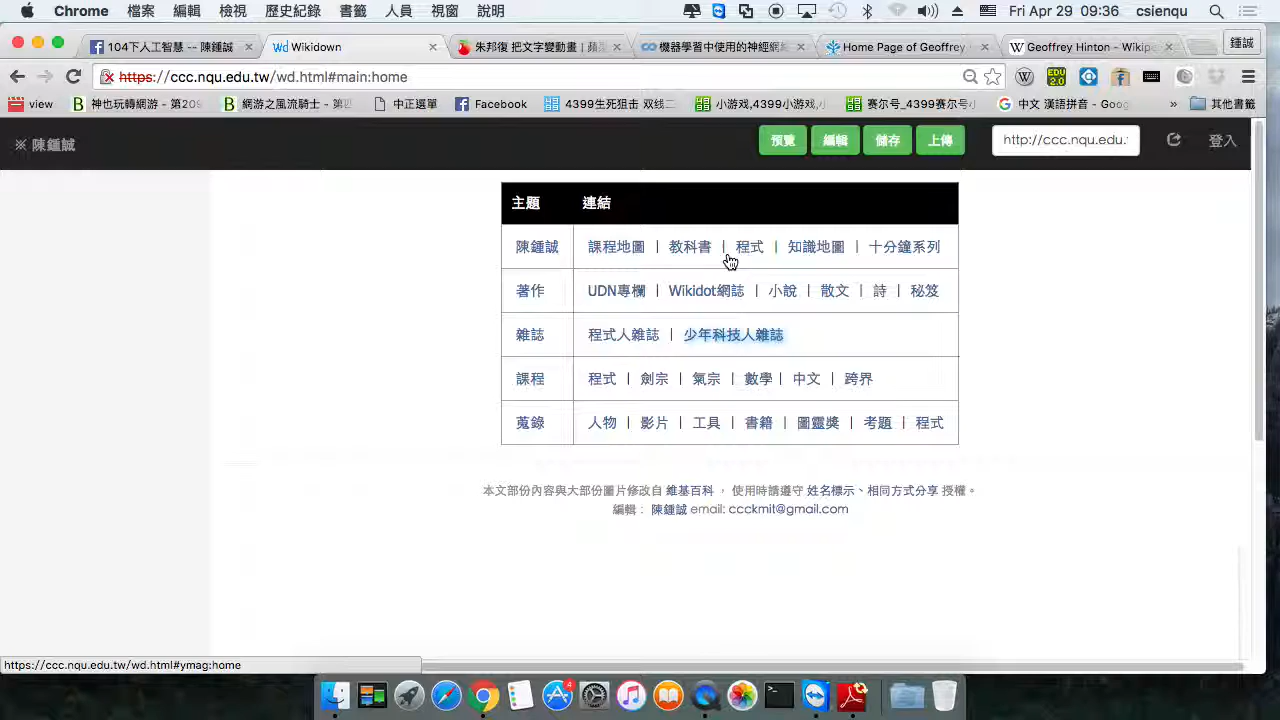 Chrome 檔案 編輯 檢視 歷史紀錄 書籤 人員 視窗 說明 Fri Apr 29 09:36 csienqu
104下人工智慧 -- 陳鍾誠 Wikidown 朱邦復 把文字變動畫 | 蘋 機器學習中使用的神經網 Home Page of Geoffrey Geoffrey Hinton - Wikipe 鍾誠
https://ccc.nqu.edu.tw/wd.html#main:home
view 神也玩轉網游 - 第20 網游之風流騎士 - 第四 中正選單 Facebook 4399生死狙击 双线二 小游戏,4399小游戏,小 赛尔号_4399赛尔号 中文 漢語拼音 - Goog » 其他書籤
※ 陳鍾誠 預覽 編輯 儲存 上傳 http://ccc.nqu.edu. 登入
主題 連結
陳鍾誠 課程地圖 | 教科書 | 程式 | 知識地圖 | 十分鐘系列
著作 UDN專欄 | Wikidot網誌 | 小說 | 散文 | 詩 | 秘笈
雜誌 程式人雜誌 | 少年科技人雜誌
課程 程式 | 劍宗 | 氣宗 | 數學 | 中文 | 跨界
蒐錄 人物 | 影片 | 工具 | 書籍 | 圖靈獎 | 考題 | 程式
本文部份內容與大部份圖片修改自 維基百科 ， 使用時請遵守 姓名標示、相同方式分享 授權。
編輯： 陳鍾誠 email: ccckmit@gmail.com
https://ccc.nqu.edu.tw/wd.html#ymag:home